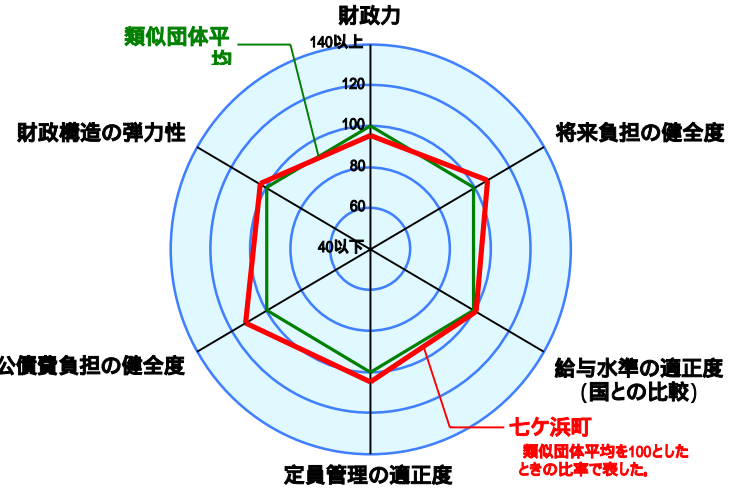 財政力
類似団体平
均
140以上
120
100
80
60
40以下
財政構造の弾力性
将来負担の健全度
公債費負担の健全度
給与水準の適正度
(国との比較)
七ケ浜町
類似団体平均を100とした
ときの比率で表した。
定員管理の適正度